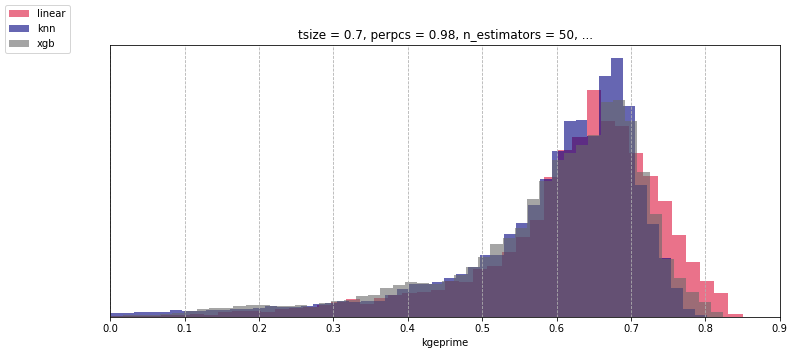 linear
knn
xgb
tsize = 0.7, perpcs = 0.98, n_estimators = 50, ...
0.0 0.1 0.2 0.3 0.4 0.5 0.6 0.7 0.8 0.9
kgeprime